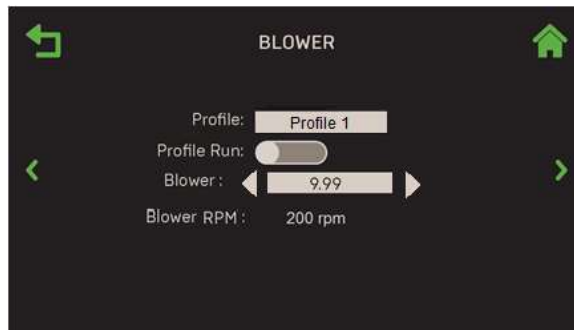 BLOWER
Profile: Profile 1
Profile Run:
Blower : 9.99
Blower RPM : 200 rpm